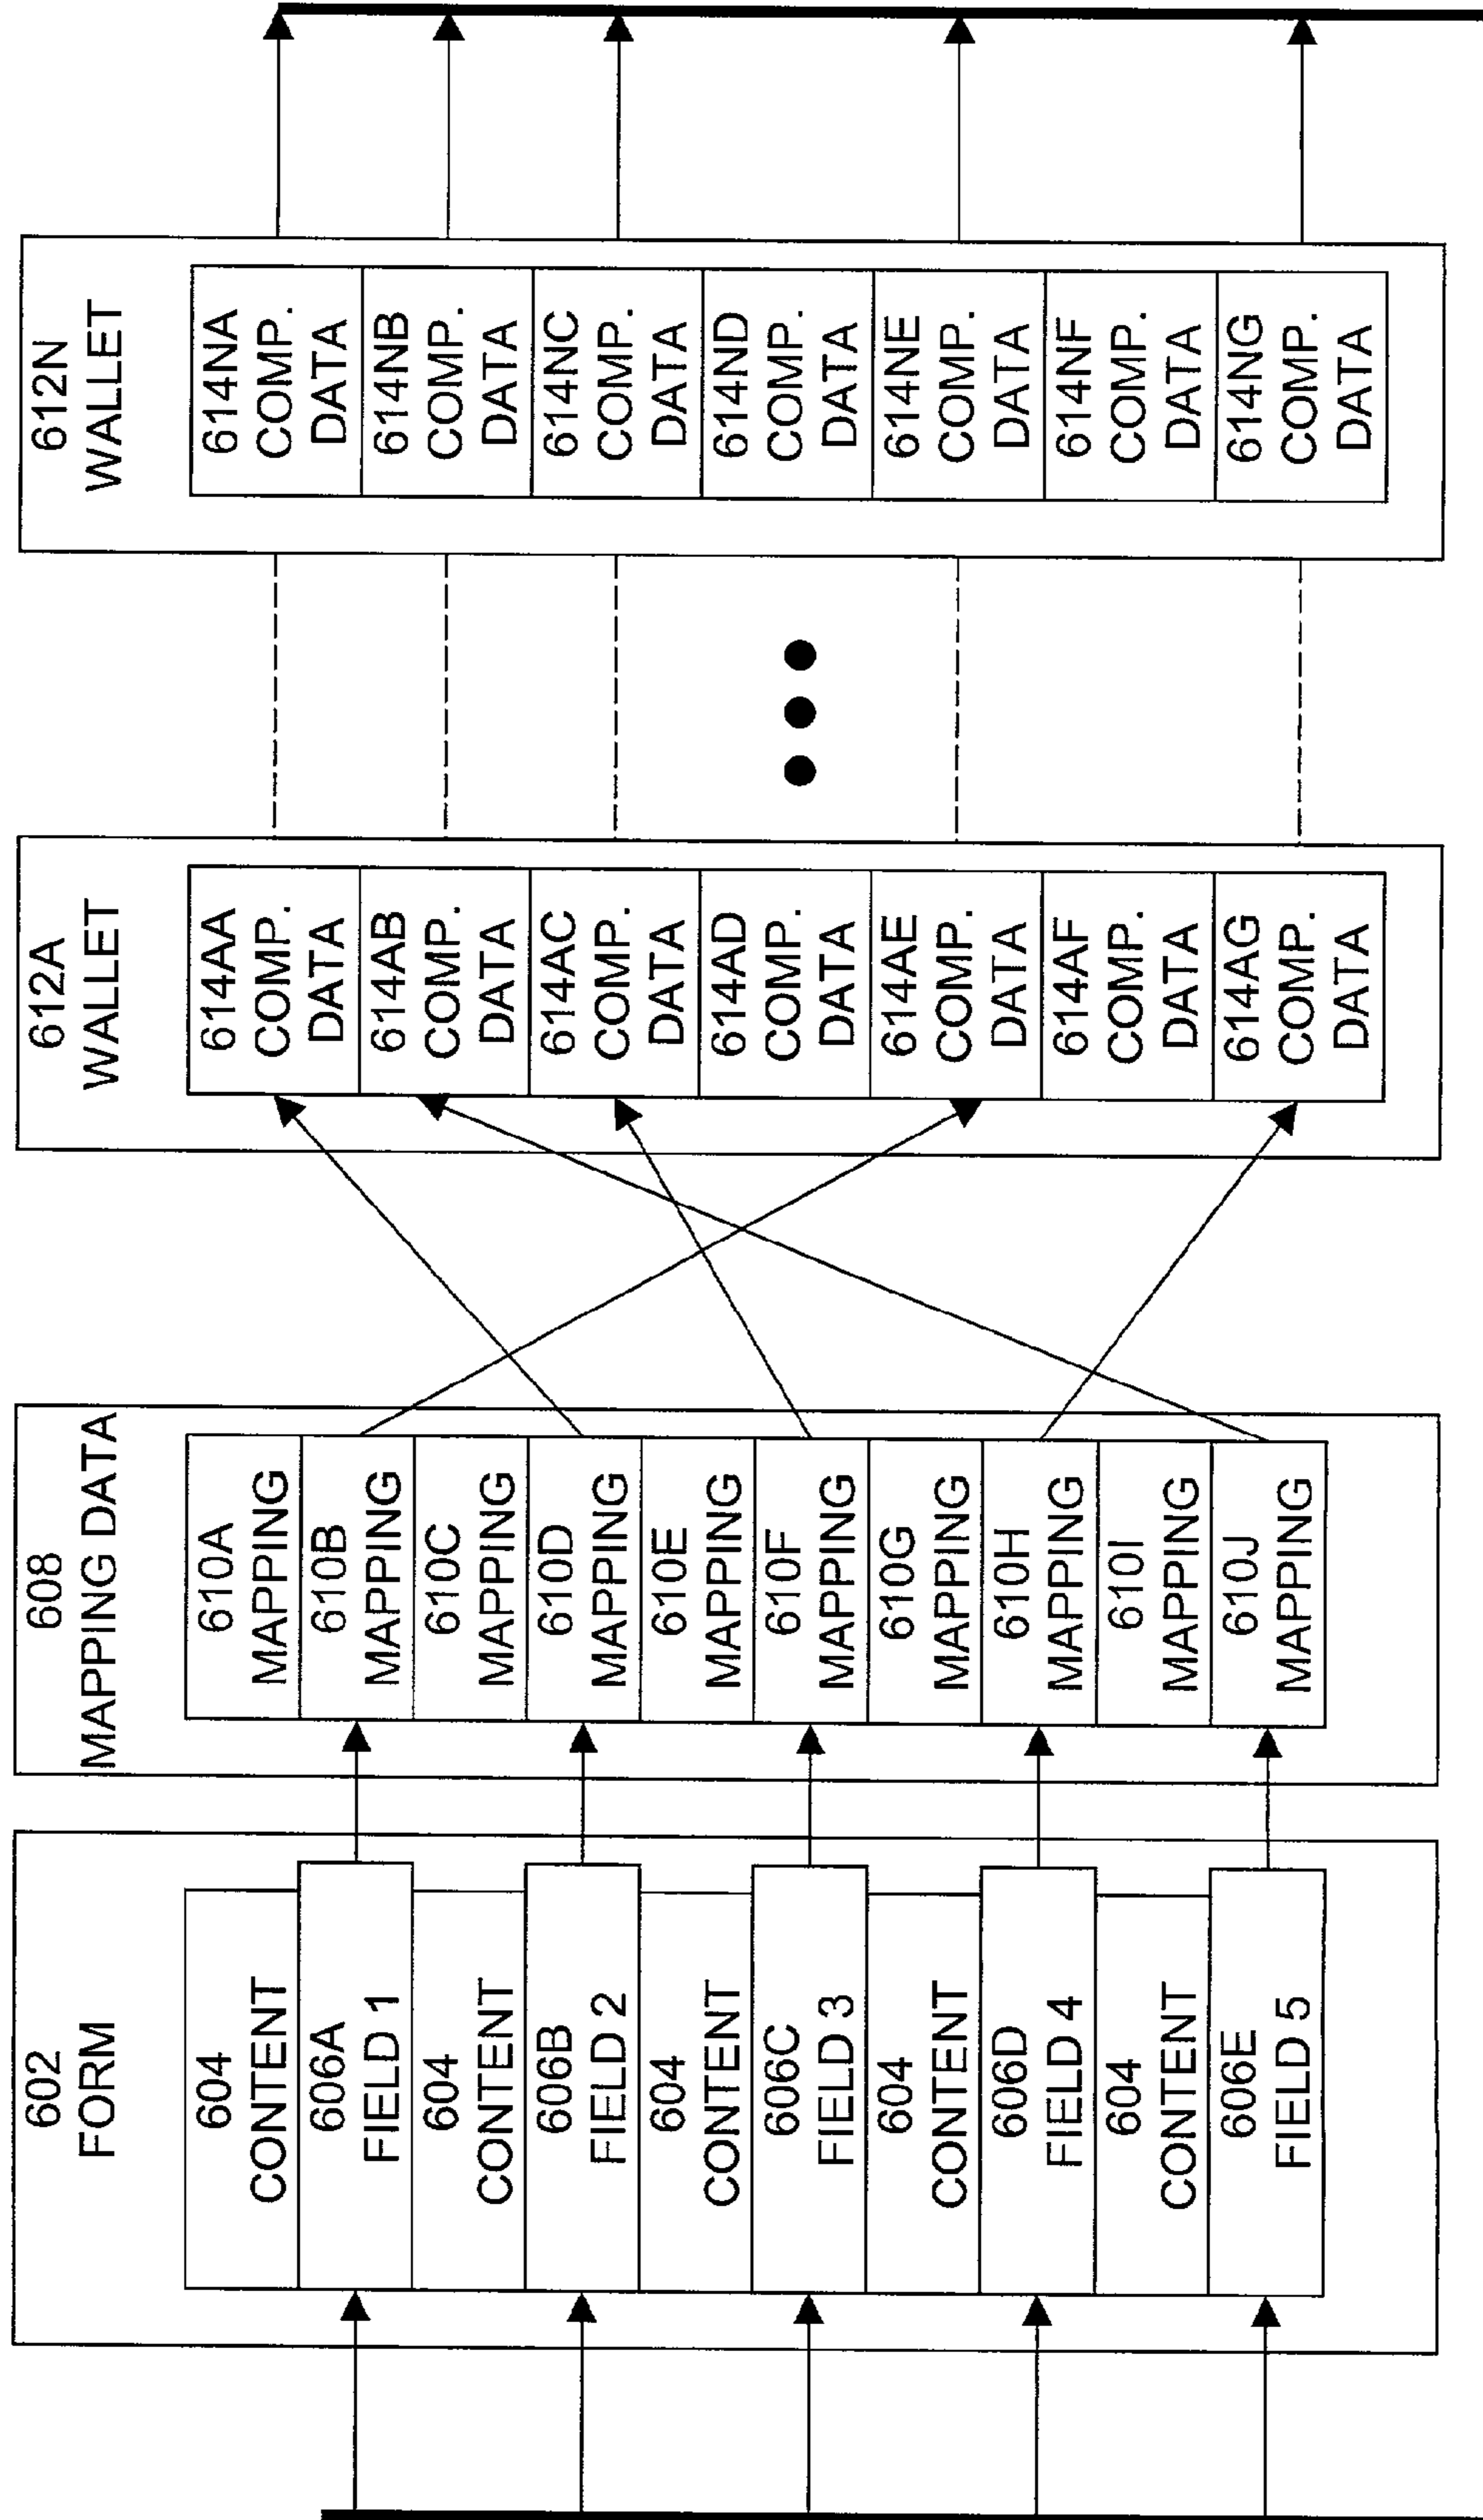 602
FORM
604
CONTENT
606A
FIELD 1
604
CONTENT
606B
FIELD 2
604
CONTENT
606C
FIELD 3
604
CONTENT
606D
FIELD 4
604
CONTENT
606E
FIELD 5
608
MAPPING DATA
610A
MAPPING
610B
MAPPING
610C
MAPPING
610D
MAPPING
610E
MAPPING
610F
MAPPING
610G
MAPPING
610H
MAPPING
610I
MAPPING
610J
MAPPING
612A
WALLET
614AA
COMP.
DATA
614AB
COMP.
DATA
614AC
COMP.
DATA
614AD
COMP.
DATA
614AE
COMP.
DATA
614AF
COMP.
DATA
614AG
COMP.
DATA
612N
WALLET
614NA
COMP.
DATA
614NB
COMP.
DATA
614NC
COMP.
DATA
614ND
COMP.
DATA
614NE
COMP.
DATA
614NF
COMP.
DATA
614NG
COMP.
DATA